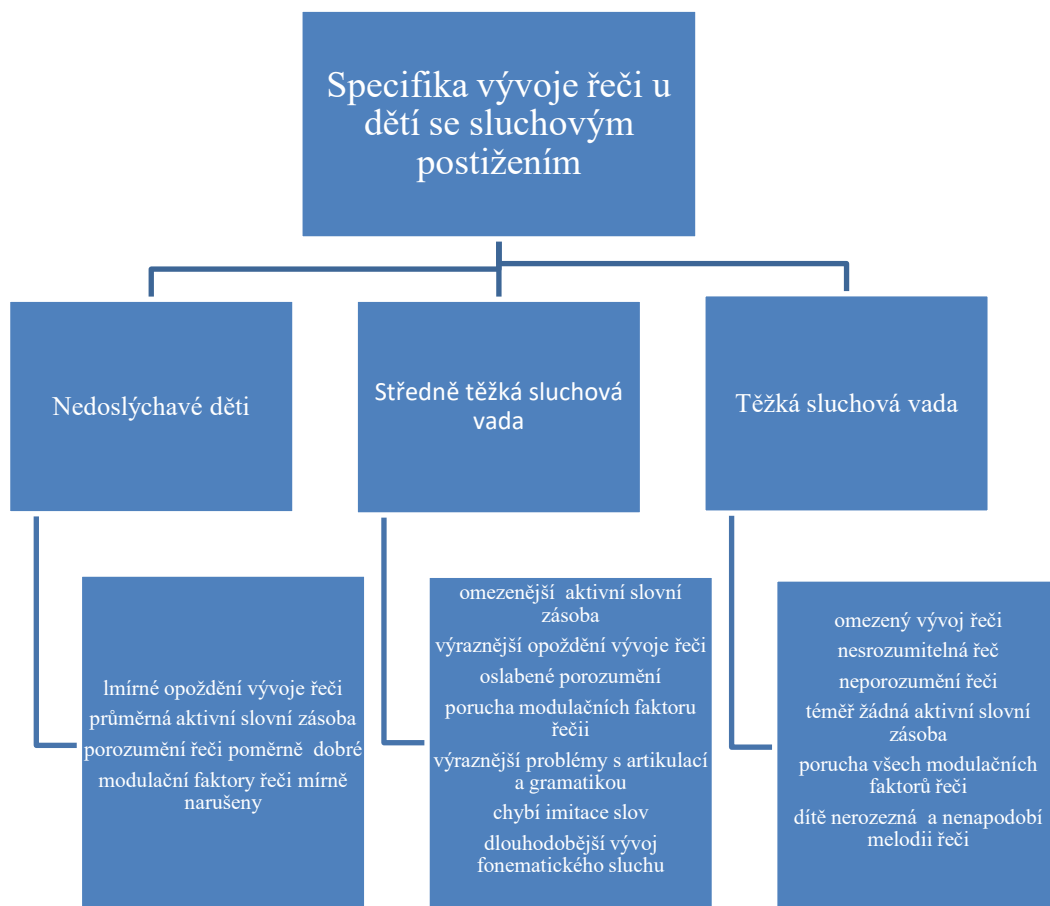 Specifika vývoje řeči u
dětí se sluchovým
postižením
Nedoslýchavé děti
Středně těžká sluchová
vada
Těžká sluchová vada
lmírné opoždění vývoje řeči
průměrná aktivní slovní zásoba
porozumění řeči poměrně dobré
modulační faktory řeči mírně
narušeny
omezenější aktivní slovní
zásoba
výraznější opoždění vývoje řeči
oslabené porozumění
porucha modulačních faktoru
řečii
výraznější problémy s artikulací
a gramatikou
chybí imitace slov
dlouhodobější vývoj
fonematického sluchu
omezený vývoj řeči
nesrozumitelná řeč
neporozumění řeči
téměř žádná aktivní slovní
zásoba
porucha všech modulačních
faktorů řeči
dítě nerozezná a nenapodobí
melodii řeči